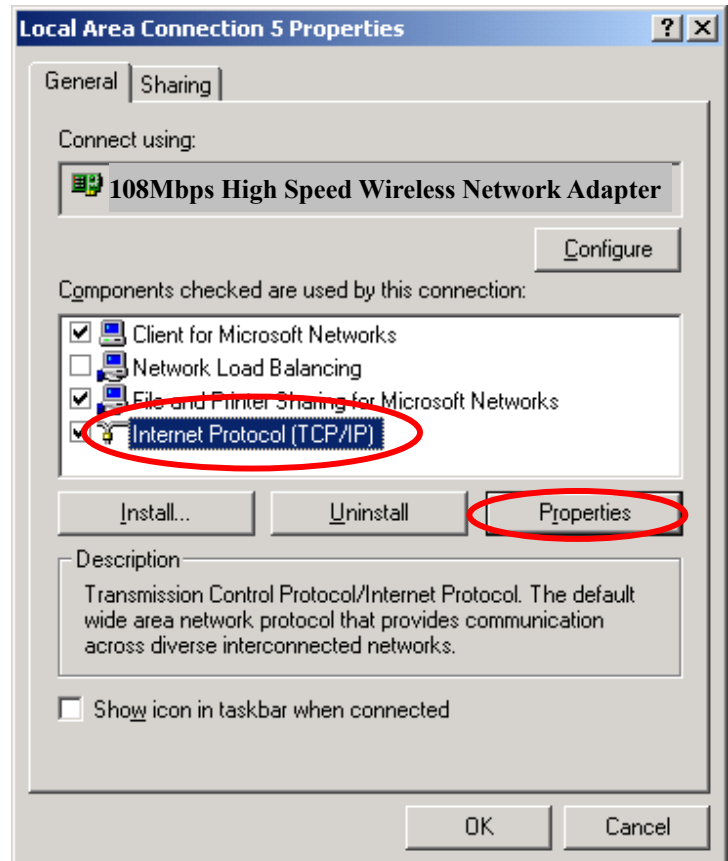 Local Area Connection 5 Properties
General Sharing
Connect using:
108Mbps High Speed Wireless Network Adapter
Configure
Components checked are used by this connection:
Client for Microsoft Networks
Network Load Balancing
File and Printer Sharing for Microsoft Networks
Internet Protocol (TCP/IP)
Install... Uninstall Properties
Description
Transmission Control Protocol/Internet Protocol. The default
wide area network protocol that provides communication
across diverse interconnected networks.
Show icon in taskbar when connected
OK Cancel